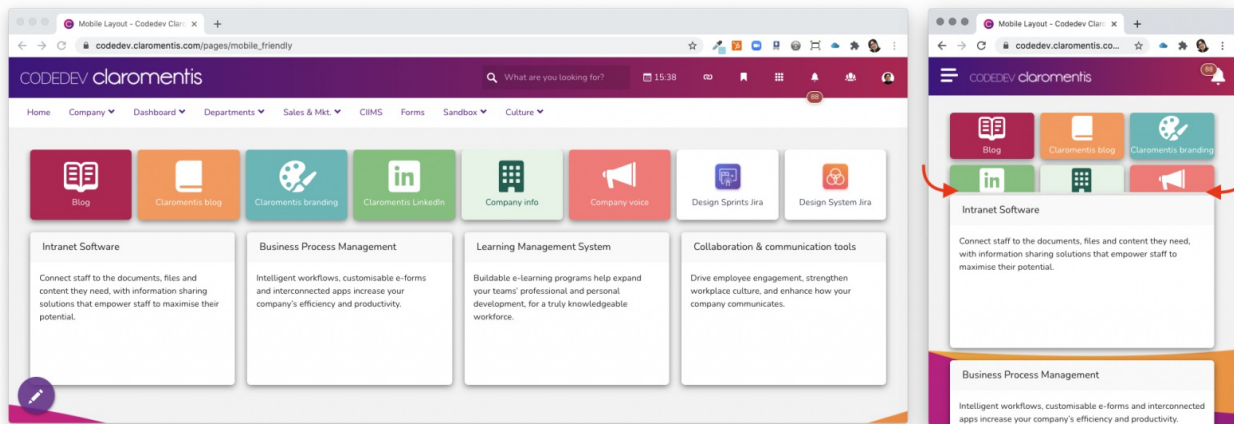 Mobile Layout - Codedev Claro
codedev.claromentis.com/pages/mobile_friendly
CODEDEV claromentis
What are you looking for?
15:38
88
Home Company Dashboard Departments Sales & Mkt. CIIMS Forms Sandbox Culture
Blog
Claromentis blog
Claromentis branding
Claromentis LinkedIn
Company info
Company voice
Design Sprints Jira
Design System Jira
Intranet Software
Connect staff to the documents, files and
content they need, with information sharing
solutions that empower staff to maximise their
potential.
Business Process Management
Intelligent workflows, customisable e-forms
and interconnected apps increase your
company's efficiency and productivity.
Learning Management System
Buildable e-learning programs help expand
your teams' professional and personal
development, for a truly knowledgeable
workforce.
Collaboration & communication tools
Drive employee engagement, strengthen
workplace culture, and enhance how your
company communicates.
Mobile Layout - Codedev Claro
codedev.claromentis.co...
CODEDEV claromentis
88
Blog
Claromentis blog
Claromentis branding
in
Intranet Software
Connect staff to the documents, files and content they need,
with information sharing solutions that empower staff to
maximise their potential.
Business Process Management
Intelligent workflows, customisable e-forms and interconnected
apps increase your company's efficiency and productivity.